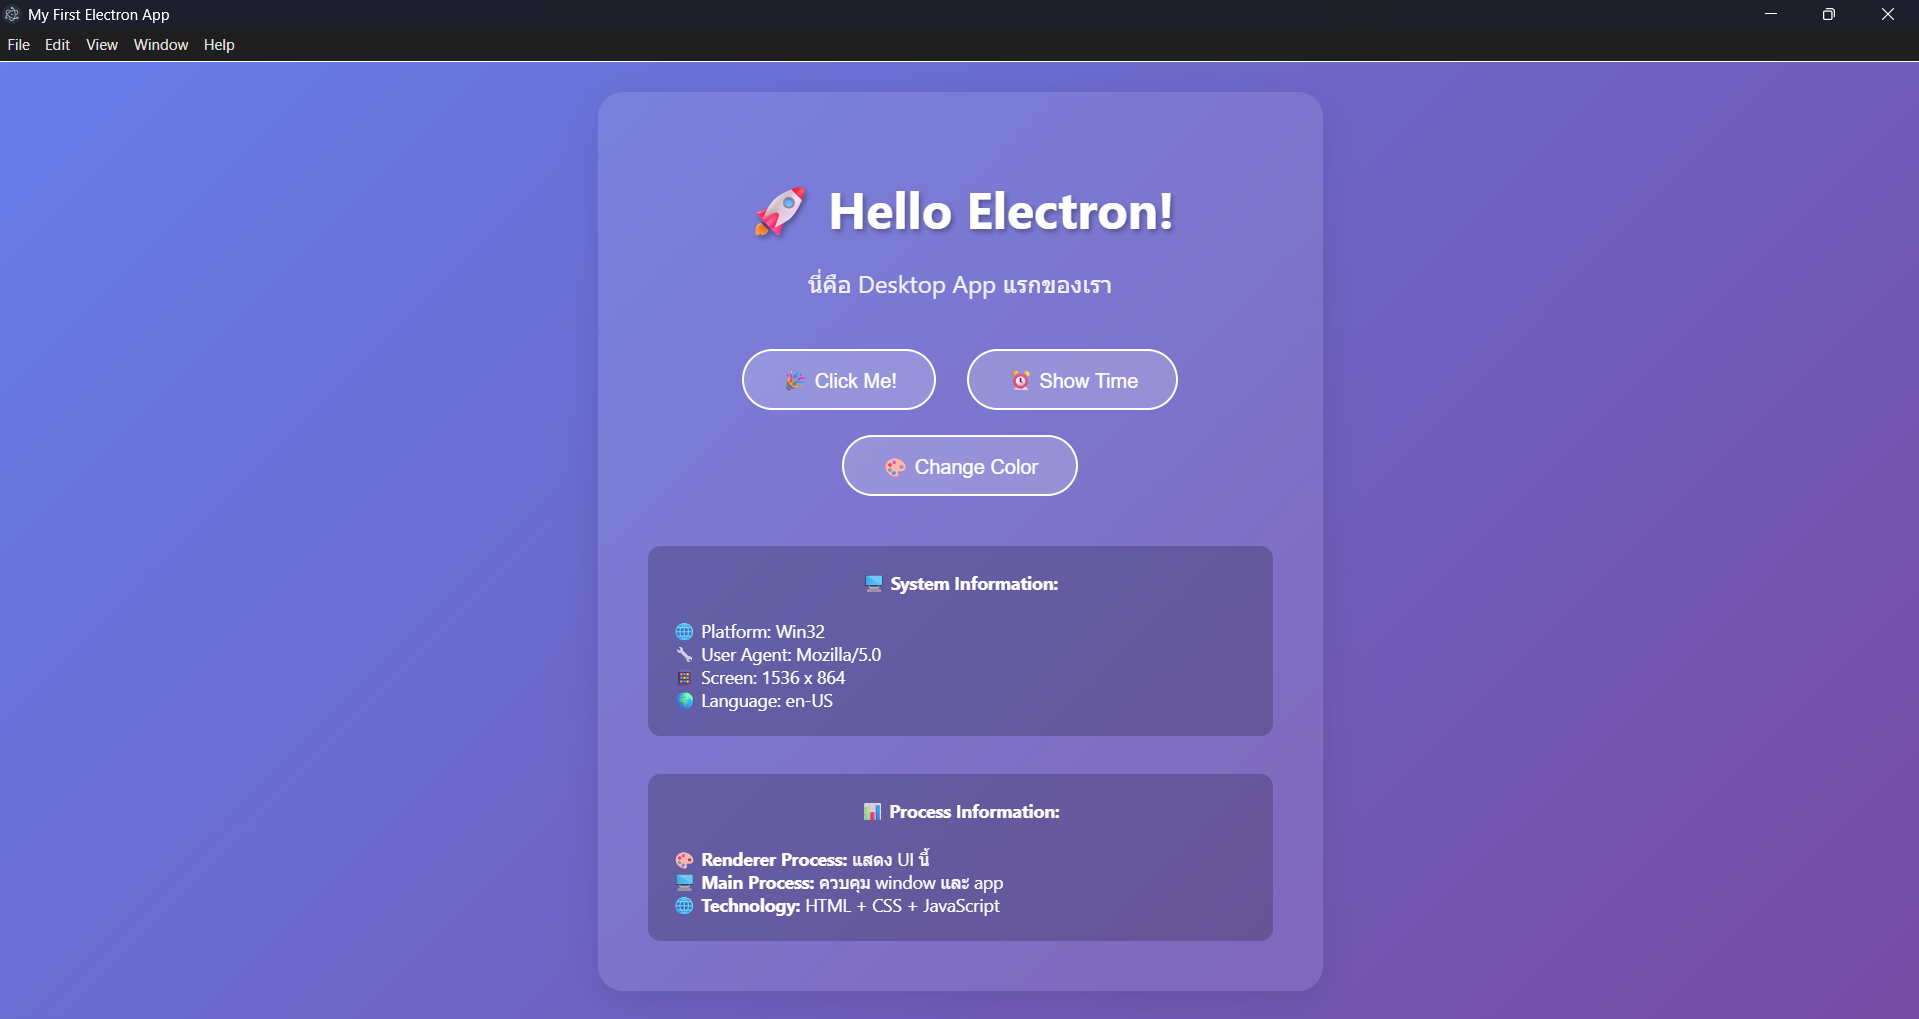 My First Electron App
File Edit View Window Help
🚀 Hello Electron!
นี่คือ Desktop App แรกของเรา
🎉 Click Me!
⏰ Show Time
🎨 Change Color
🖥️ System Information:
🌐 Platform: Win32
🔧 User Agent: Mozilla/5.0
📱 Screen: 1536 x 864
🌍 Language: en-US
📊 Process Information:
🎨 Renderer Process: แสดง UI นี้
🖥️ Main Process: ควบคุม window และ app
🌐 Technology: HTML + CSS + JavaScript